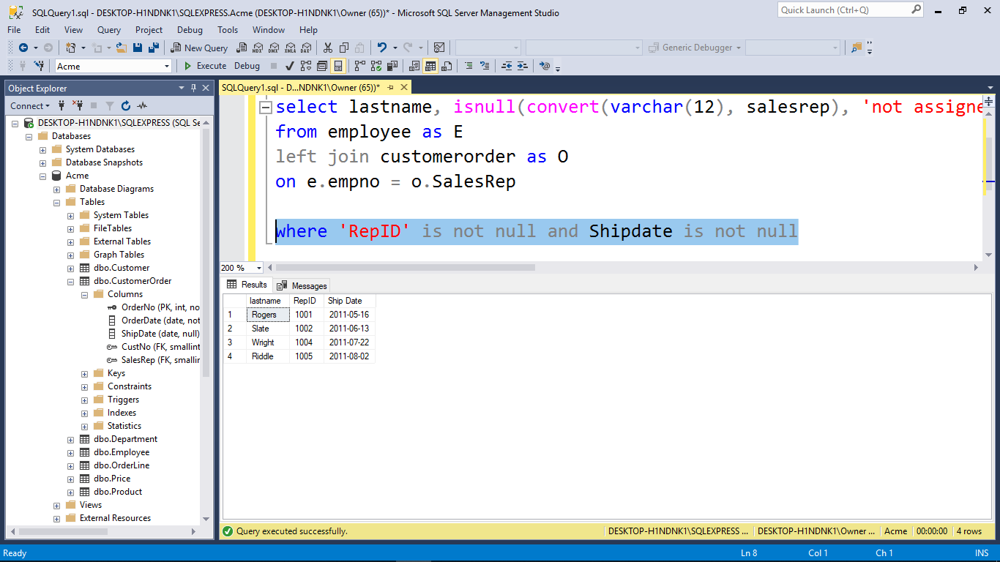 SQLQuery1.sql - DESKTOP-H1NDNK1\SQLEXPRESS.Acme (DESKTOP-H1NDNK1\Owner (65))* - Microsoft SQL Server Management Studio
Quick Launch (Ctrl+Q)
File Edit View Query Project Debug Tools Window Help
New Query
MDX DMX XMLA DAX
Generic Debugger
Acme
Execute Debug
Object Explorer
Connect
DESKTOP-H1NDNK1\SQLEXPRESS (SQL Se
Databases
System Databases
Database Snapshots
Acme
Database Diagrams
Tables
System Tables
FileTables
External Tables
Graph Tables
dbo.Customer
dbo.CustomerOrder
Columns
OrderNo (PK, int, no
OrderDate (date, not
ShipDate (date, null)
CustNo (FK, smallint
SalesRep (FK, smallin
Keys
Constraints
Triggers
Indexes
Statistics
dbo.Department
dbo.Employee
dbo.OrderLine
dbo.Price
dbo.Product
Views
External Resources
SQLQuery1.sql - D...NDNK1\Owner (65))*
select lastname, isnull(convert(varchar(12), salesrep), 'not assigne
from employee as E
left join customerorder as O
on e.empno = o.SalesRep
where 'RepID' is not null and Shipdate is not null
200 %
Results Messages
lastname RepID Ship Date
1 Rogers 1001 2011-05-16
2 Slate 1002 2011-06-13
3 Wright 1004 2011-07-22
4 Riddle 1005 2011-08-02
Query executed successfully.
DESKTOP-H1NDNK1\SQLEXPRESS ... DESKTOP-H1NDNK1\Owner ... Acme 00:00:00 4 rows
Ready Ln 8 Col 1 Ch 1 INS